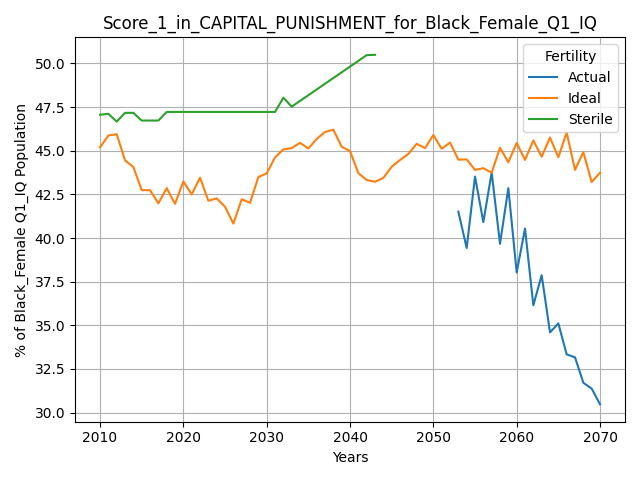 Score_1_in_CAPITAL_PUNISHMENT_for_Black_Female_Q1_IQ
Fertility
Actual
Ideal
Sterile
% of Black_Female Q1_IQ Population
50.0
47.5
45.0
42.5
40.0
37.5
35.0
32.5
30.0
2010 2020 2030 2040 2050 2060 2070
Years